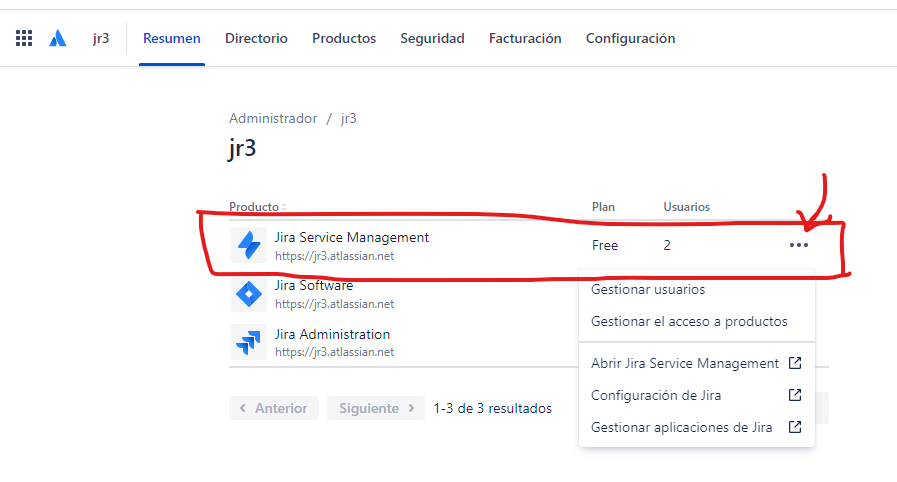 jr3 Resumen Directorio Productos Seguridad Facturación Configuración
Administrador / jr3
jr3
Producto Plan Usuarios
Jira Service Management Free 2
https://jr3.atlassian.net
Jira Software
https://jr3.atlassian.net
Jira Administration
https://jr3.atlassian.net
Gestionar usuarios
Gestionar el acceso a productos
Abrir Jira Service Management
Configuración de Jira
Gestionar aplicaciones de Jira
Anterior Siguiente 1-3 de 3 resultados